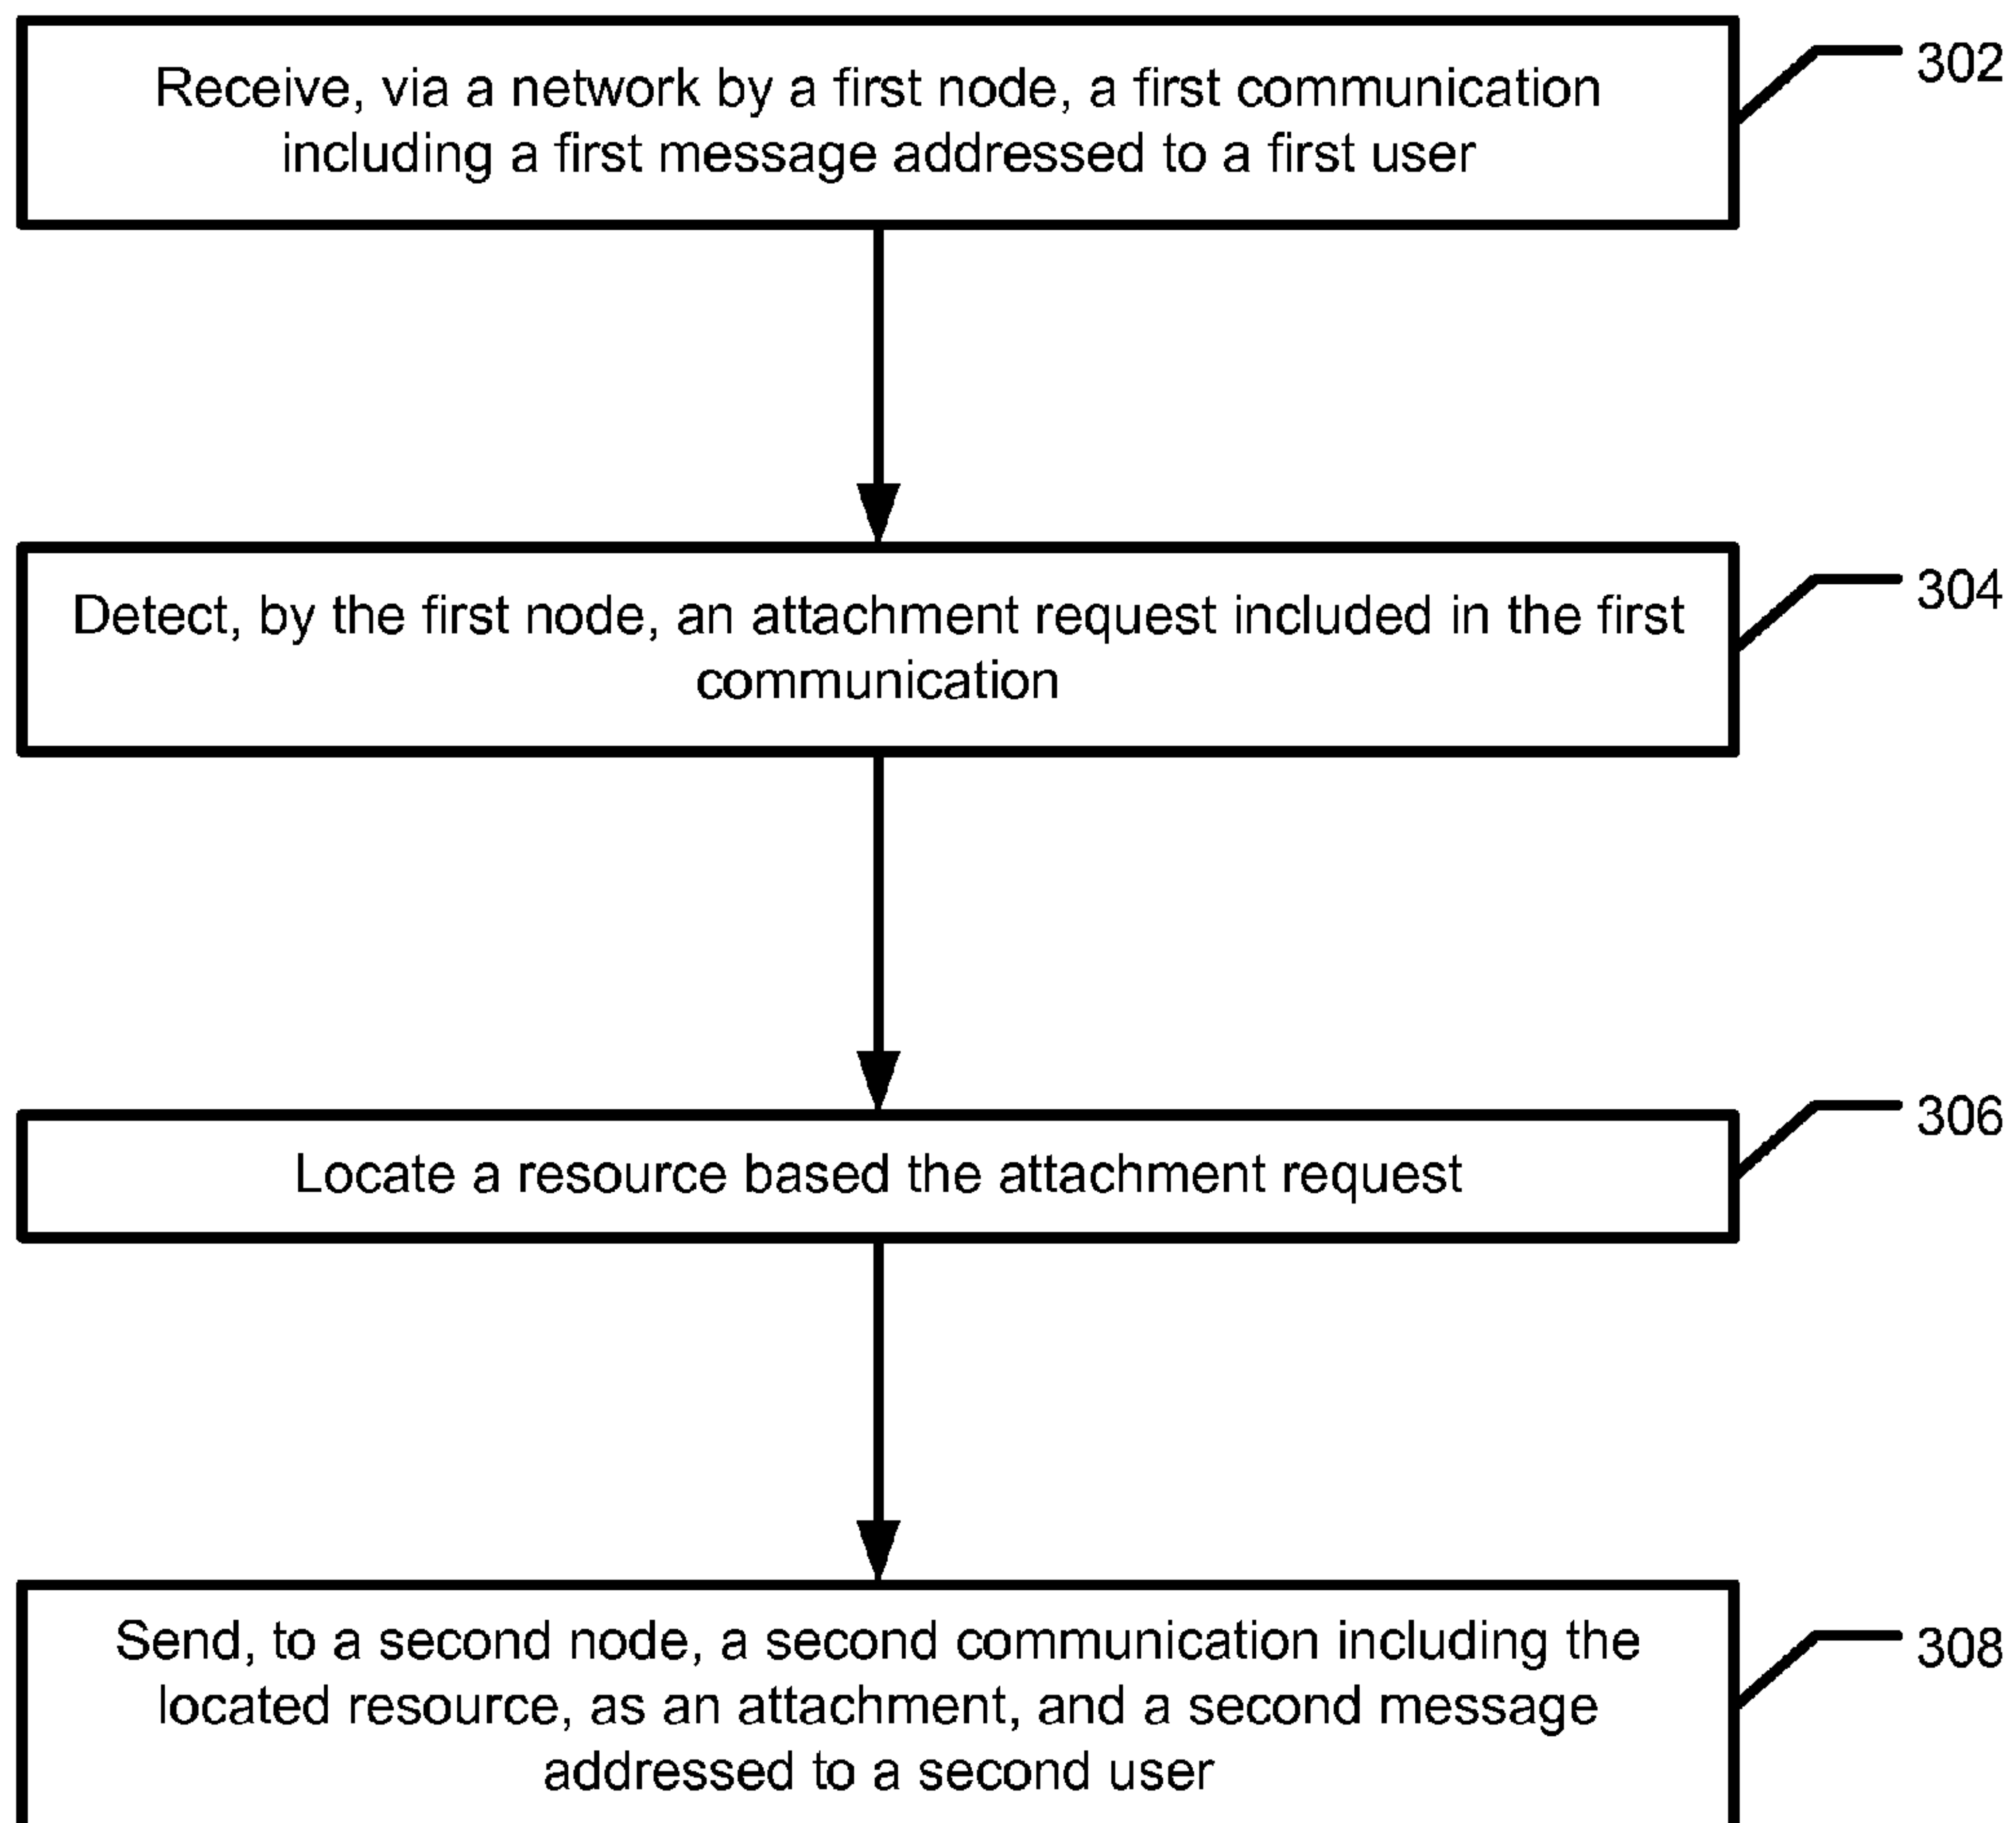 Receive, via a network by a first node, a first communication
including a first message addressed to a first user
302
Detect, by the first node, an attachment request included in the first
communication
304
Locate a resource based the attachment request
306
Send, to a second node, a second communication including the
located resource, as an attachment, and a second message
addressed to a second user
308